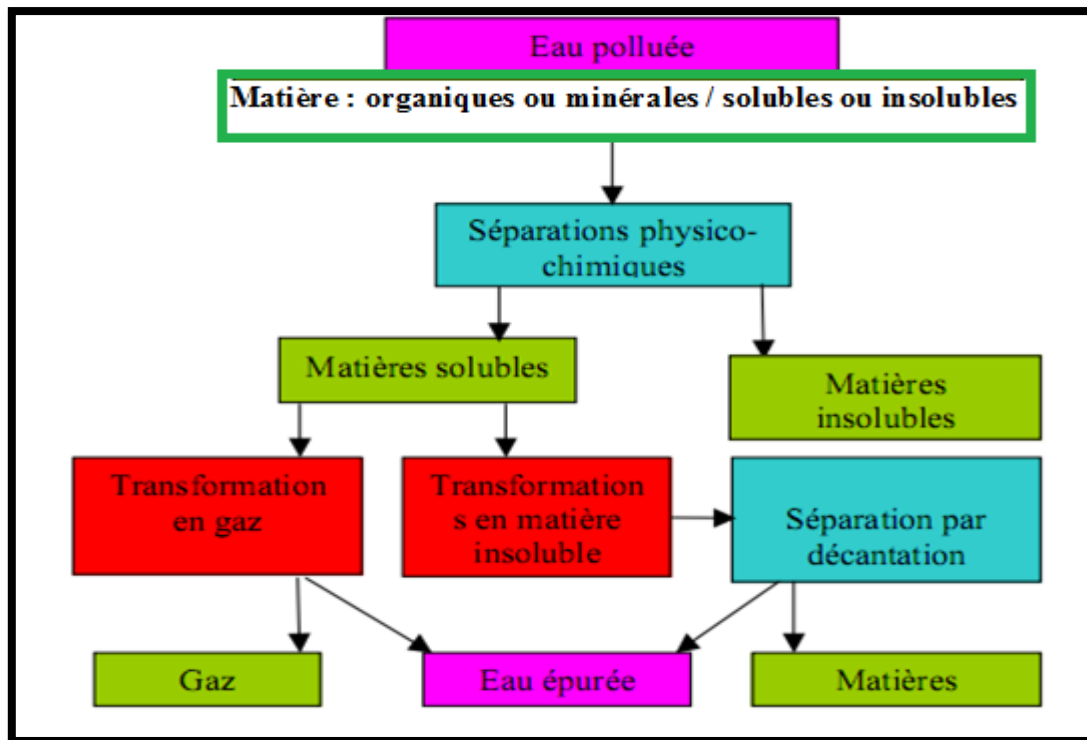 Eau polluée
Matière : organiques ou minérales / solubles ou insolubles
Séparations physico-
chimiques
Matières solubles
Matières
insolubles
Transformation
en gaz
Transformation
s en matière
insoluble
Séparation par
décantation
Gaz
Eau épurée
Matières